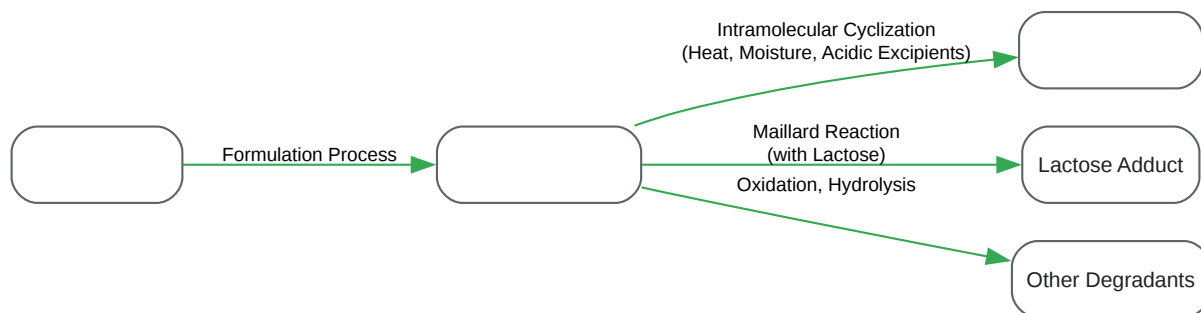 Intramolecular Cyclization
(Heat, Moisture, Acidic Excipients)
Formulation Process
Maillard Reaction
(with Lactose)
Lactose Adduct
Oxidation, Hydrolysis
Other Degradants